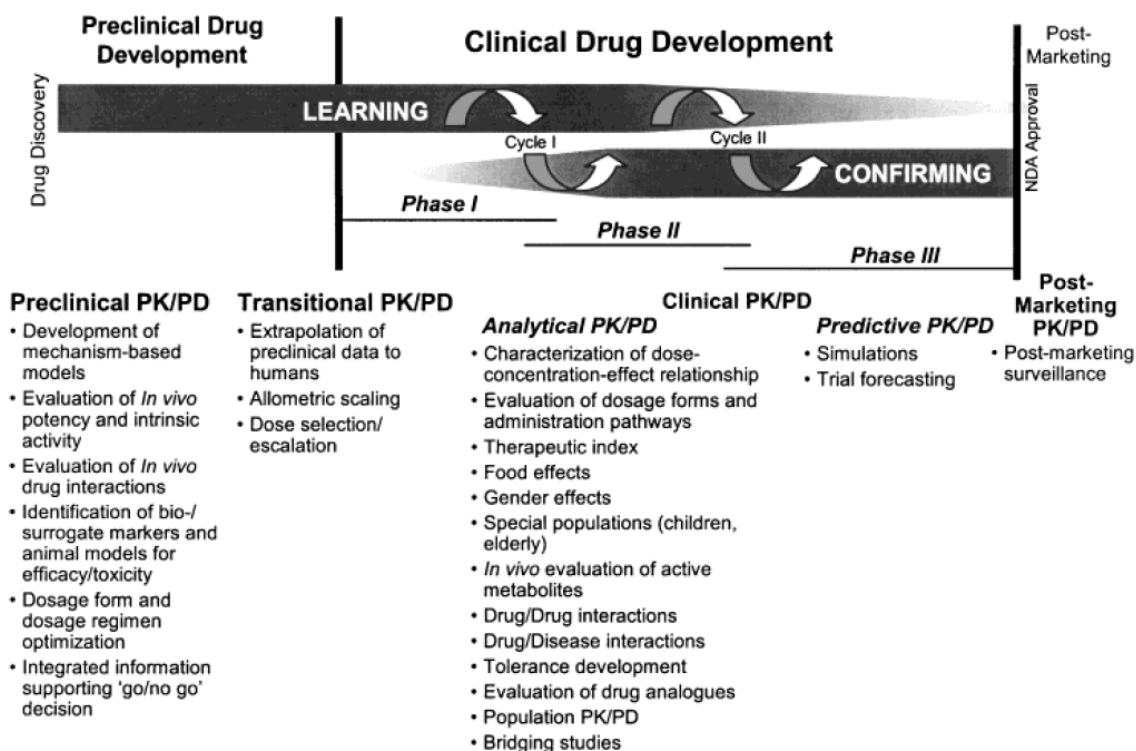 Preclinical Drug
Development
Clinical Drug Development
Post-
Marketing
Drug Discovery
LEARNING
Cycle I
Cycle II
CONFIRMING
NDA Approval
Phase I
Phase II
Phase III
Preclinical PK/PD
• Development of
mechanism-based
models
• Evaluation of In vivo
potency and intrinsic
activity
• Evaluation of In vivo
drug interactions
• Identification of bio-/
surrogate markers and
animal models for
efficacy/toxicity
• Dosage form and
dosage regimen
optimization
• Integrated information
supporting ‘go/no go’
decision
Transitional PK/PD
• Extrapolation of
preclinical data to
humans
• Allometric scaling
• Dose selection/
escalation
Clinical PK/PD
Analytical PK/PD
• Characterization of dose-
concentration-effect relationship
• Evaluation of dosage forms and
administration pathways
• Therapeutic index
• Food effects
• Gender effects
• Special populations (children,
elderly)
• In vivo evaluation of active
metabolites
• Drug/Drug interactions
• Drug/Disease interactions
• Tolerance development
• Evaluation of drug analogues
• Population PK/PD
• Bridging studies
Predictive PK/PD
• Simulations
• Trial forecasting
Post-
Marketing
PK/PD
• Post-marketing
surveillance